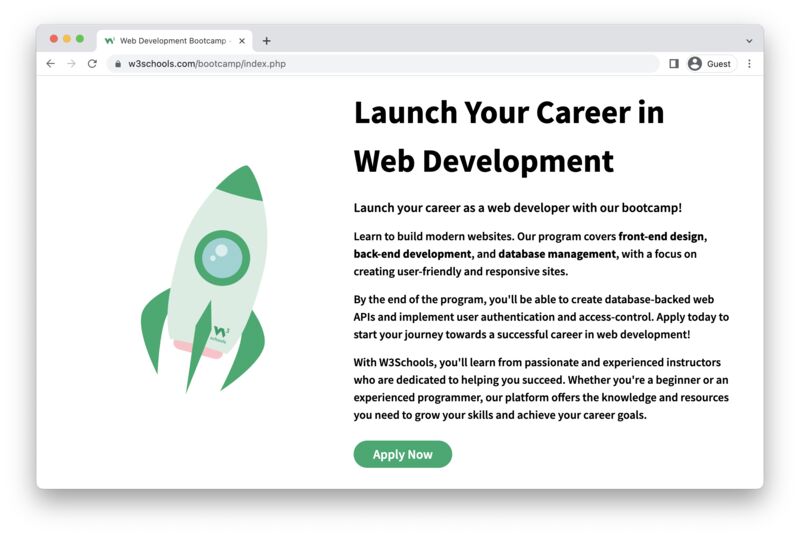 Web Development Bootcamp -
w3schools.com/bootcamp/index.php
Guest
Launch Your Career in
Web Development
Launch your career as a web developer with our bootcamp!
Learn to build modern websites. Our program covers front-end design,
back-end development, and database management, with a focus on
creating user-friendly and responsive sites.
By the end of the program, you'll be able to create database-backed web
APIs and implement user authentication and access-control. Apply today to
start your journey towards a successful career in web development!
With W3Schools, you'll learn from passionate and experienced instructors
who are dedicated to helping you succeed. Whether you're a beginner or an
experienced programmer, our platform offers the knowledge and resources
you need to grow your skills and achieve your career goals.
w3
schools
Apply Now